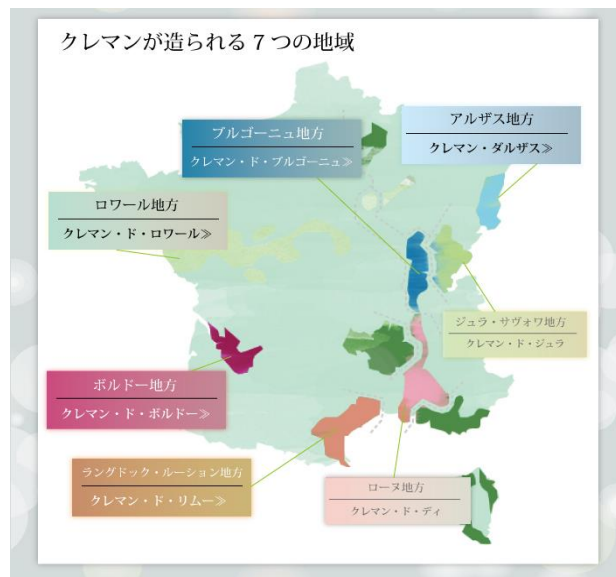 クレマンが造られる７つの地域
ブルゴーニュ地方
クレマン・ド・ブルゴーニュ≫
アルザス地方
クレマン・ダルザス≫
ロワール地方
クレマン・ド・ロワール≫
ジュラ・サヴォワ地方
クレマン・ド・ジュラ
ボルドー地方
クレマン・ド・ボルドー≫
ラングドック・ルーション地方
クレマン・ド・リムー≫
ローヌ地方
クレマン・ド・ディ